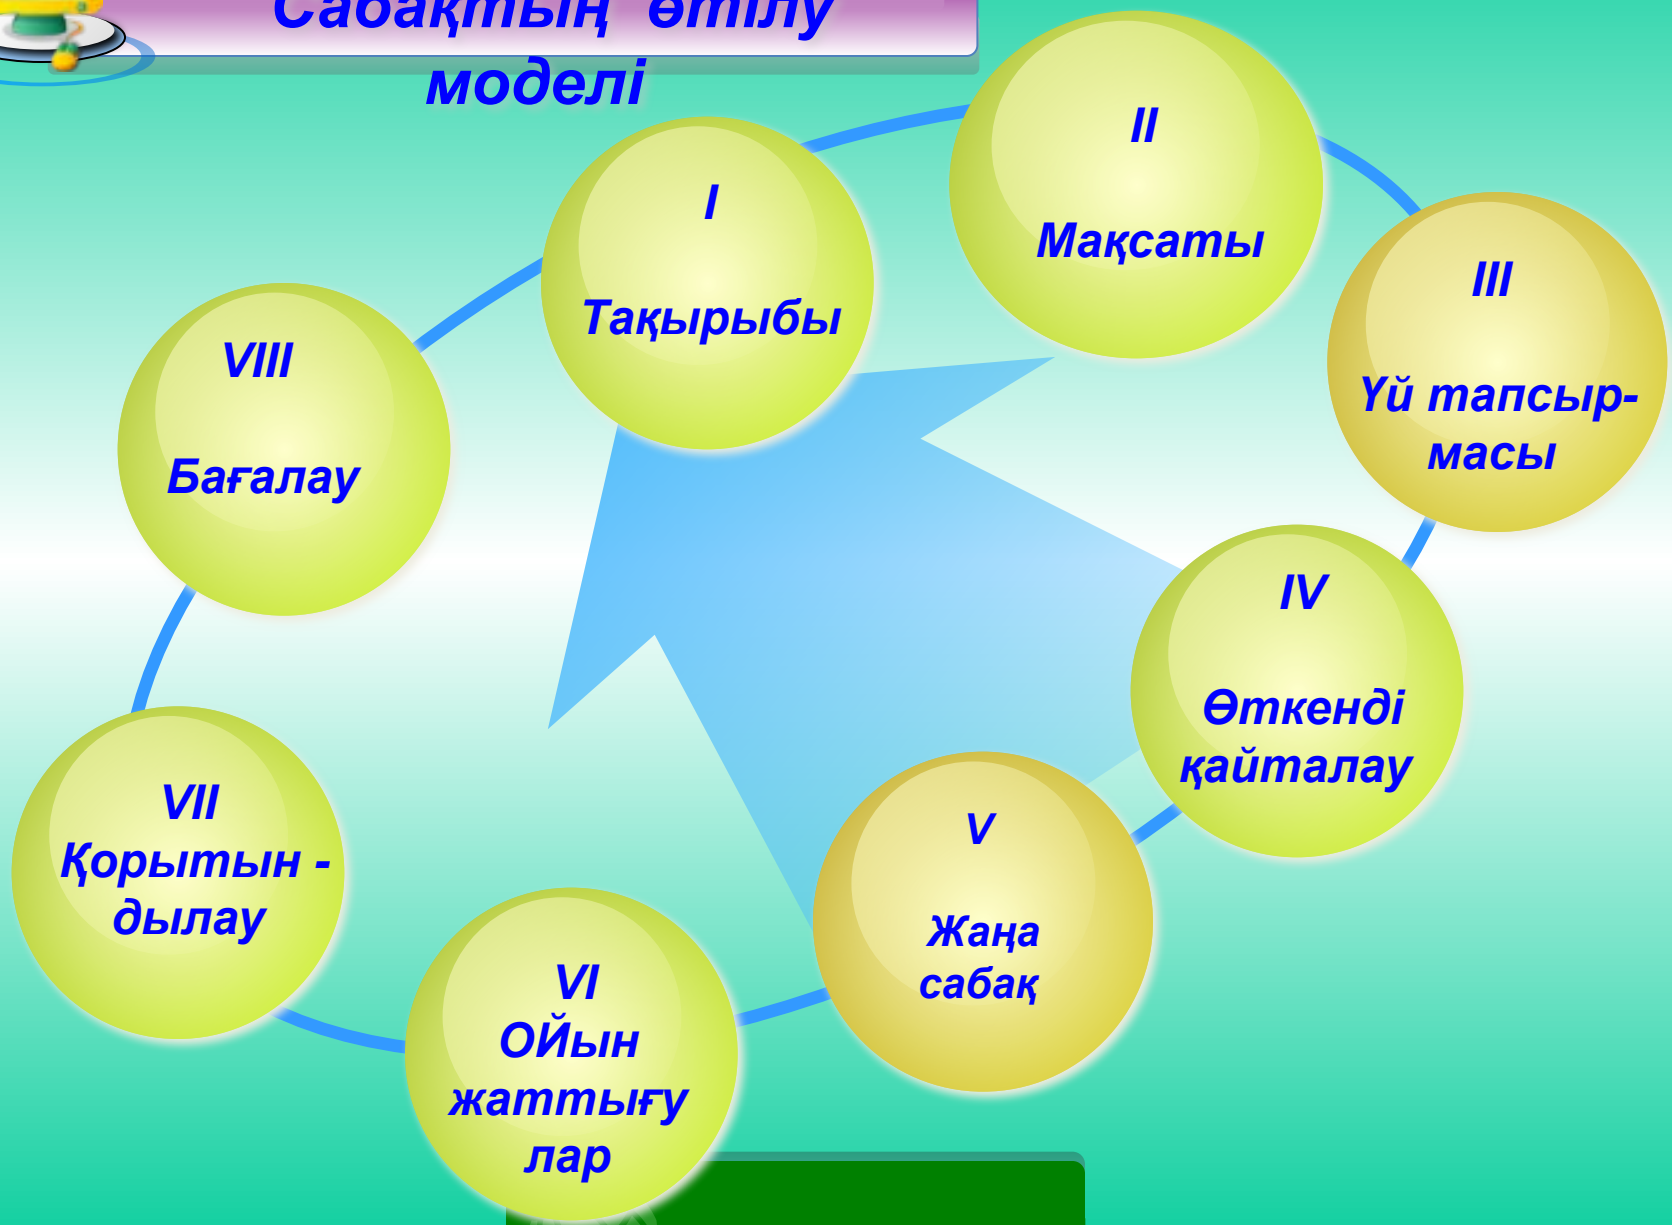 Сабақтың өтілу
моделі
I
Тақырыбы
II
Мақсаты
III
Үй тапсыр-
масы
IV
Өткенді
қайталау
V
Жаңа
сабақ
VI
ОЙын
жаттығу
лар
VII
Қорытын -
дылау
VIII
Бағалау